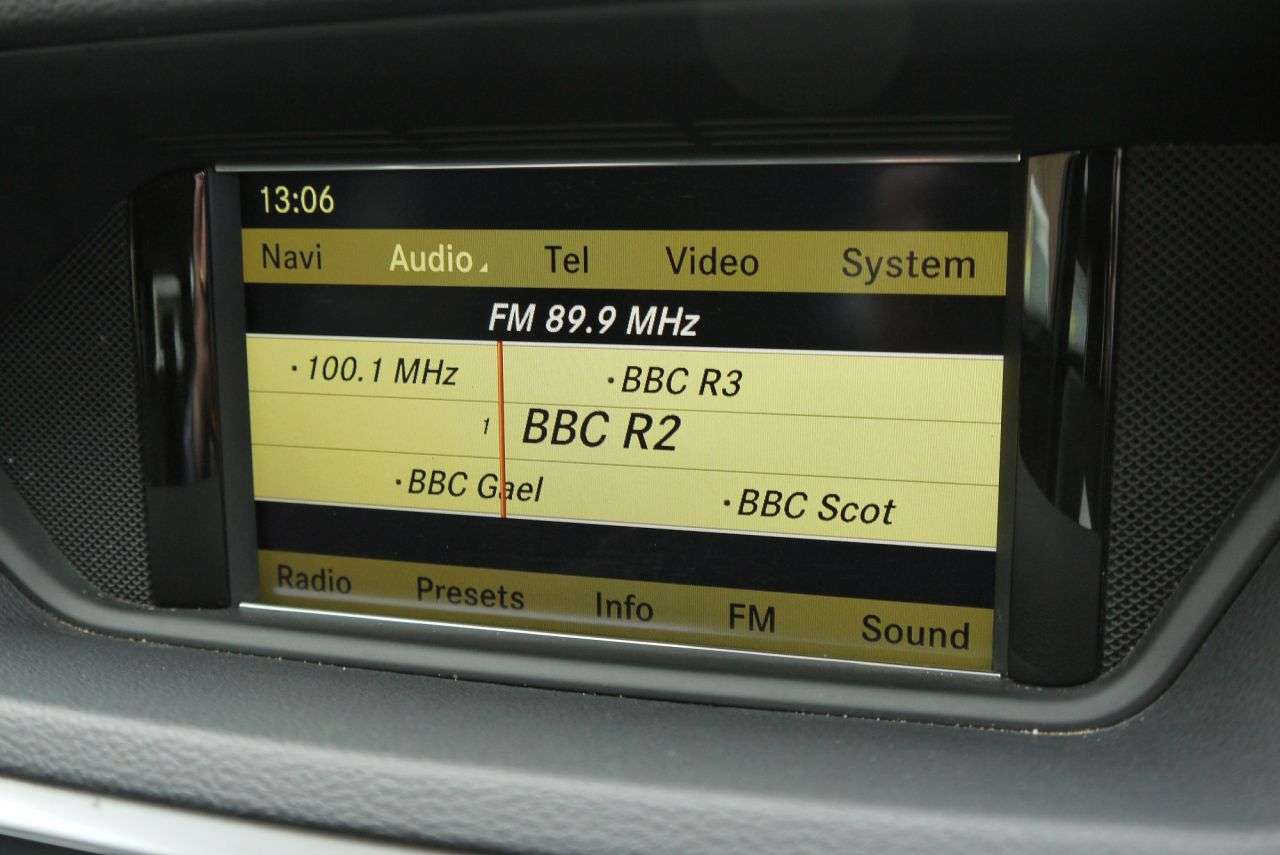 13:06
Navi Audio Tel Video System
FM 89.9 MHz
·100.1 MHz ·BBC R3
1 BBC R2
·BBC Gael ·BBC Scot
Radio Presets Info FM Sound